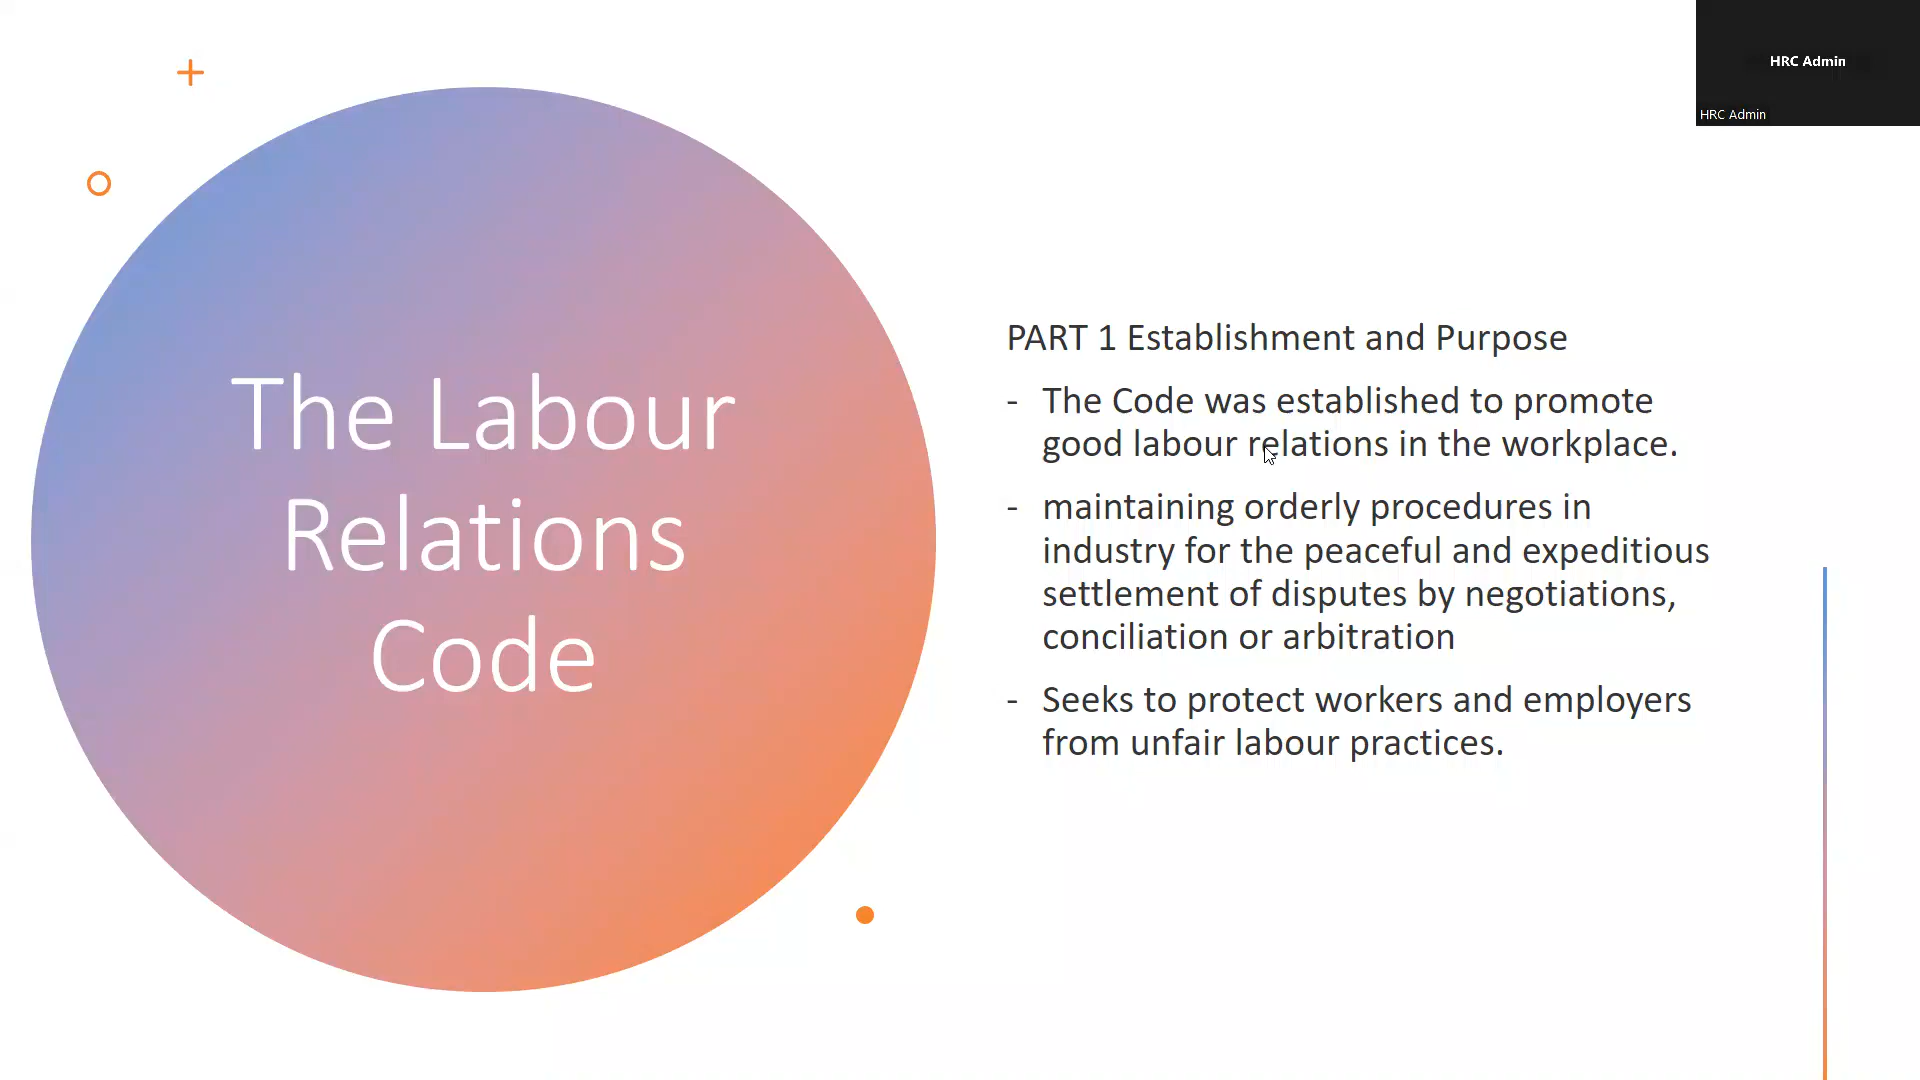 HRC Admin
HRC Admin
The Labour
Relations
Code
PART 1 Establishment and Purpose
- The Code was established to promote
good labour relations in the workplace.
- maintaining orderly procedures in
industry for the peaceful and expeditious
settlement of disputes by negotiations,
conciliation or arbitration
- Seeks to protect workers and employers
from unfair labour practices.